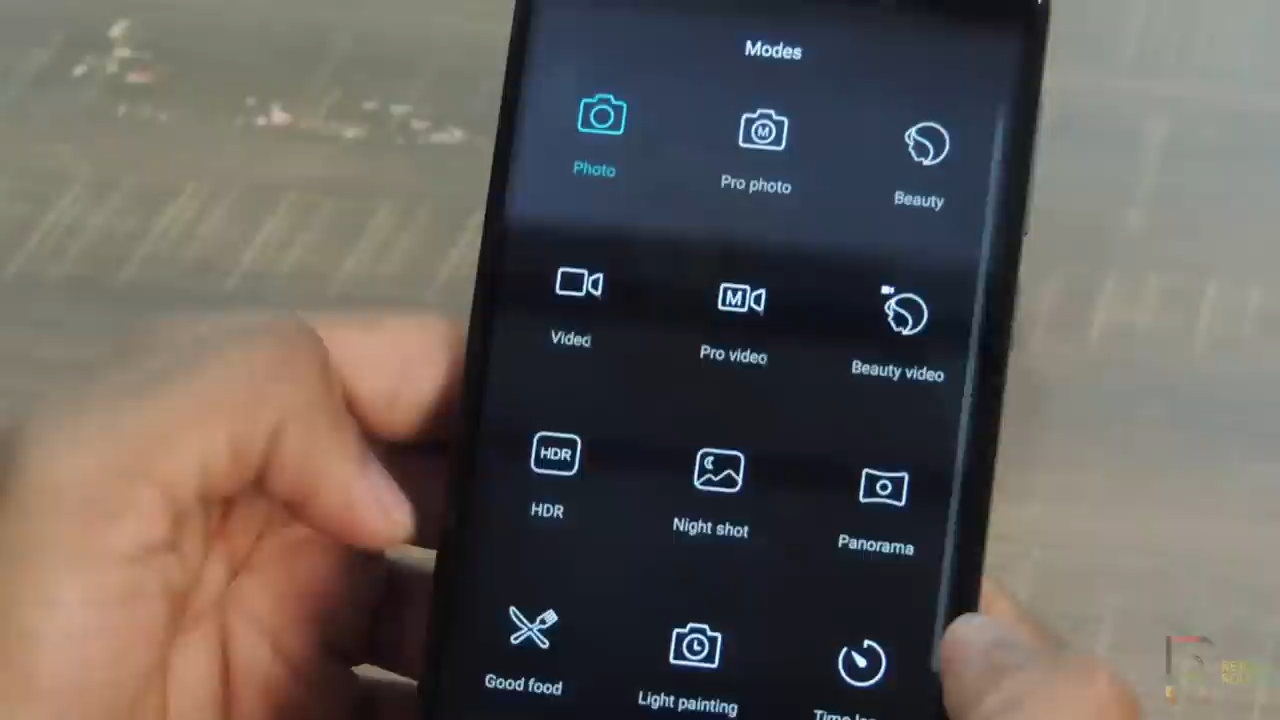 Modes
Photo
M
Pro photo
Beauty
Video
M
Pro video
Beauty video
HDR
HDR
Night shot
Panorama
Good food
Light painting